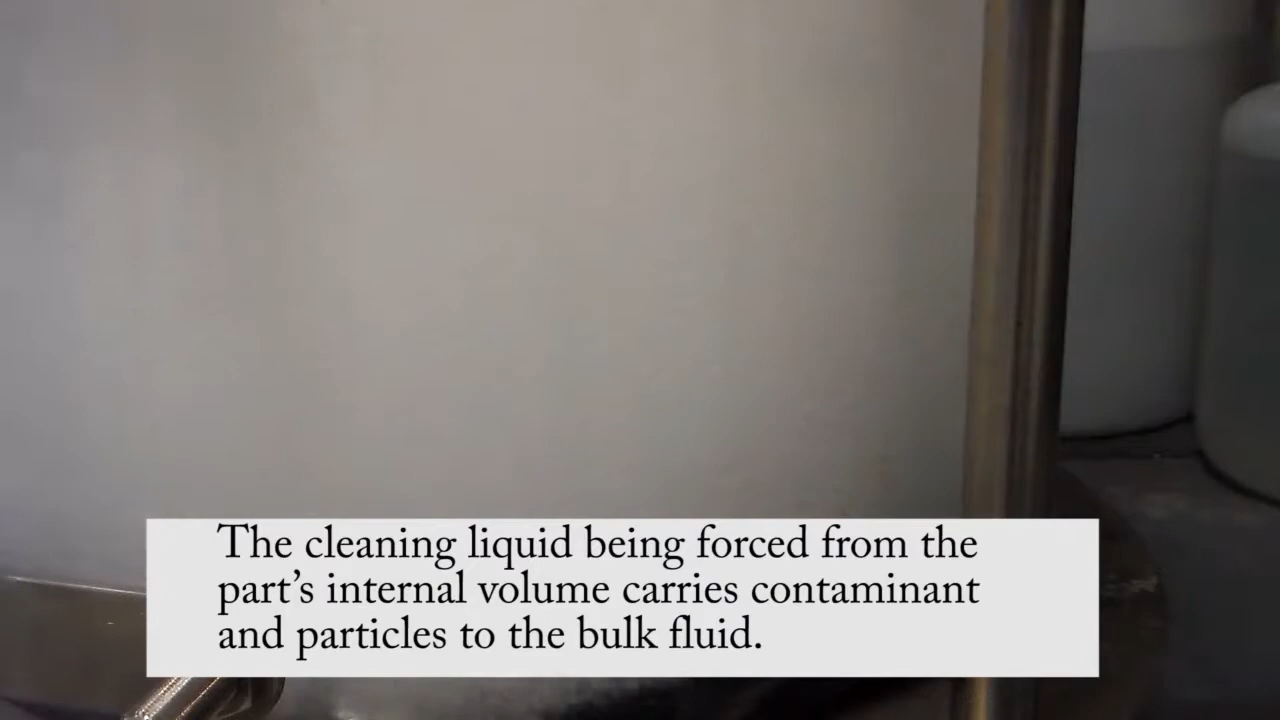 The cleaning liquid being forced from the
part’s internal volume carries contaminant
and particles to the bulk fluid.